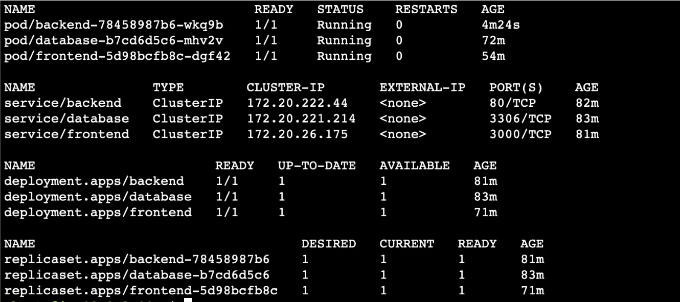 NAME READY STATUS RESTARTS AGE
pod/backend-78458987b6-wkq9b 1/1 Running 0 4m24s
pod/database-b7cd6d5c6-mhv2v 1/1 Running 0 72m
pod/frontend-5d98bcfb8c-dgf42 1/1 Running 0 54m
NAME TYPE CLUSTER-IP EXTERNAL-IP PORT(S) AGE
service/backend ClusterIP 172.20.222.44 <none> 80/TCP 82m
service/database ClusterIP 172.20.221.214 <none> 3306/TCP 83m
service/frontend ClusterIP 172.20.26.175 <none> 3000/TCP 81m
NAME READY UP-TO-DATE AVAILABLE AGE
deployment.apps/backend 1/1 1 1 81m
deployment.apps/database 1/1 1 1 83m
deployment.apps/frontend 1/1 1 1 71m
NAME DESIRED CURRENT READY AGE
replicaset.apps/backend-78458987b6 1 1 1 81m
replicaset.apps/database-b7cd6d5c6 1 1 1 83m
replicaset.apps/frontend-5d98bcfb8c 1 1 1 71m